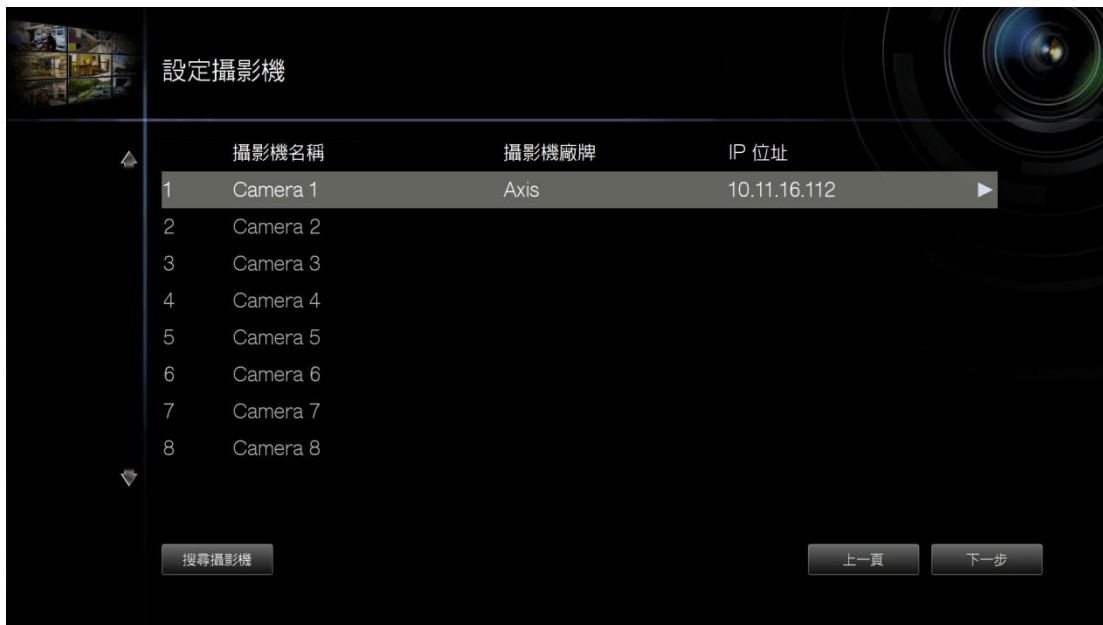 設定攝影機
攝影機名稱 攝影機廠牌 IP 位址
1 Camera 1 Axis 10.11.16.112
2 Camera 2
3 Camera 3
4 Camera 4
5 Camera 5
6 Camera 6
7 Camera 7
8 Camera 8
搜尋攝影機 上一頁 下一步